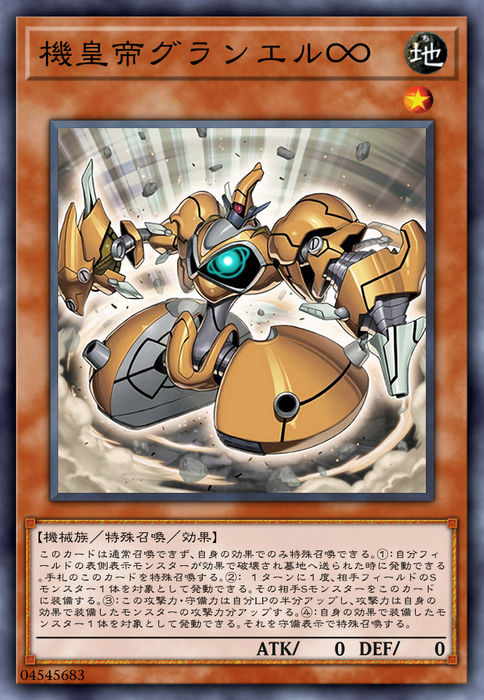 機皇帝グランエル∞
ち
地
【機械族／特殊召喚／効果】
このカードは通常召喚できず、自身の効果でのみ特殊召喚できる。①：自分フィ
ールドの表側表示モンスターが効果で破壊され墓地へ送られた時に発動できる
。手札のこのカードを特殊召喚する。②： １ターンに１度、相手フィールドのS
モンスター１体を対象として発動できる。その相手Sモンスターをこのカード
に装備する。③：この攻撃力・守備力は自分LPの半分アップし、攻撃力は自身の
効果で装備したモンスターの攻撃力分アップする。④：自身の効果で装備したモ
ンスター１体を対象として発動できる。それを守備表示で特殊召喚する。
ATK/ 0 DEF/ 0
04545683